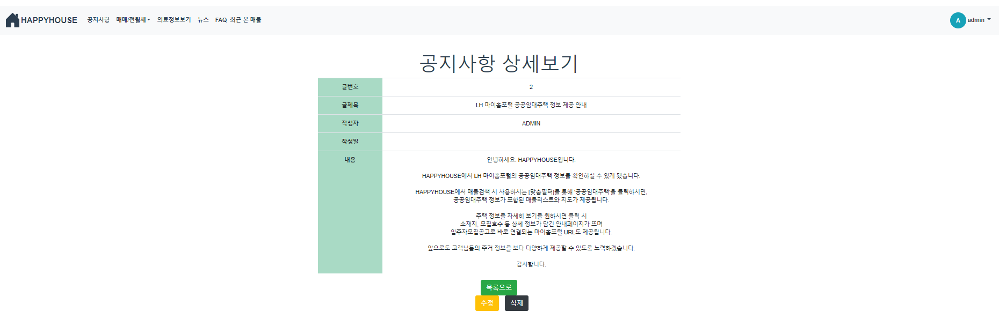 HAPPYHOUSE 공지사항 매매/전월세 의료정보보기 뉴스 FAQ 최근 본 매물 A admin
공지사항 상세보기
글번호 2
글제목 LH 마이홈포털 공공임대주택 정보 제공 안내
작성자 ADMIN
작성일
내용 안녕하세요. HAPPYHOUSE입니다.
HAPPYHOUSE에서 LH 마이홈포털의 공공임대주택 정보를 확인하실 수 있게 됐습니다.
HAPPYHOUSE에서 매물검색 시 사용하시는 [맞춤필터]를 통해 '공공임대주택'을 클릭하시면,
공공임대주택 정보가 포함된 매물리스트와 지도가 제공됩니다.
주택 정보를 자세히 보기를 원하시면 클릭 시
소재지, 모집호수 등 상세 정보가 담긴 안내페이지가 뜨며
입주자모집공고로 바로 연결되는 마이홈포털 URL도 제공됩니다.
앞으로도 고객님들의 주거 정보를 보다 다양하게 제공할 수 있도록 노력하겠습니다.
감사합니다.
목록으로
수정 삭제